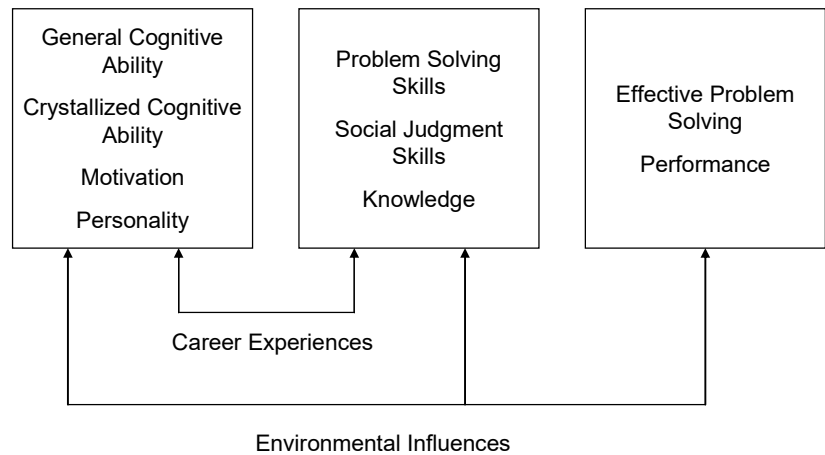 General Cognitive
Ability
Crystallized Cognitive
Ability
Motivation
Personality
Problem Solving
Skills
Social Judgment
Skills
Knowledge
Effective Problem
Solving
Performance
Career Experiences
Environmental Influences